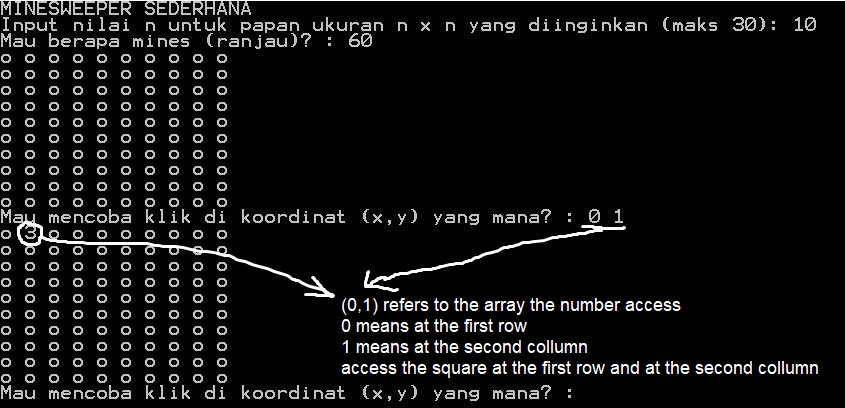 MINESWEEPER SEDERHANA
Input nilai n untuk papan ukuran n x n yang diinginkan (maks 30): 10
Mau berapa mines (ranjau)? : 60
o o o o o o o o o o
o o o o o o o o o o
o o o o o o o o o o
o o o o o o o o o o
o o o o o o o o o o
o o o o o o o o o o
o o o o o o o o o o
o o o o o o o o o o
o o o o o o o o o o
o o o o o o o o o o
Mau mencoba klik di koordinat (x,y) yang mana? : 0 1
o 3 o o o o o o o o
o o o o o o o o o o
o o o o o o o o o o
o o o o o o o o o o
o o o o o o o o o o
o o o o o o o o o o
o o o o o o o o o o
o o o o o o o o o o
o o o o o o o o o o
o o o o o o o o o o
(0,1) refers to the array the number access
0 means at the first row
1 means at the second collumn
access the square at the first row and at the second collumn
Mau mencoba klik di koordinat (x,y) yang mana? :